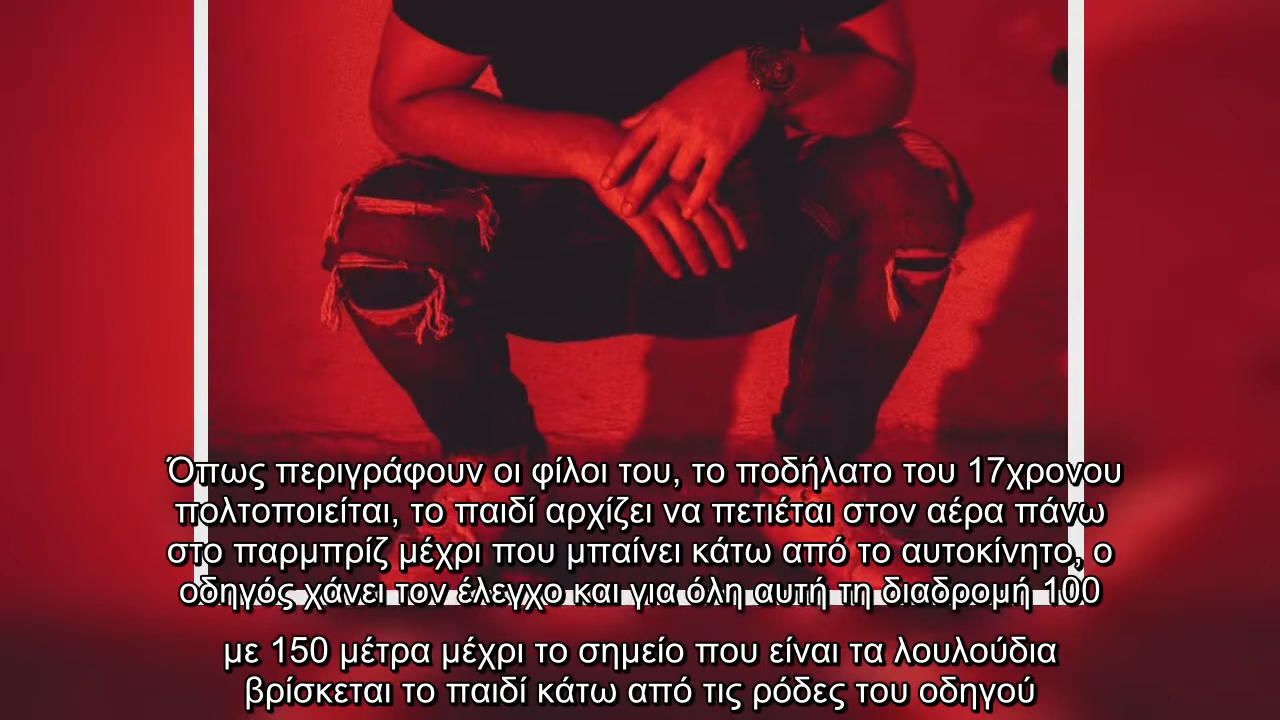 Όπως περιγράφουν οι φίλοι του, το ποδήλατο του 17χρονου
πολτοποιείται, το παιδί αρχίζει να πετιέται στον αέρα πάνω
στο παρμπρίζ μέχρι που μπαίνει κάτω από το αυτοκίνητο, ο
οδηγός χάνει τον έλεγχο και για όλη αυτή τη διαδρομή 100
με 150 μέτρα μέχρι το σημείο που είναι τα λουλούδια
βρίσκεται το παιδί κάτω από τις ρόδες του οδηγού